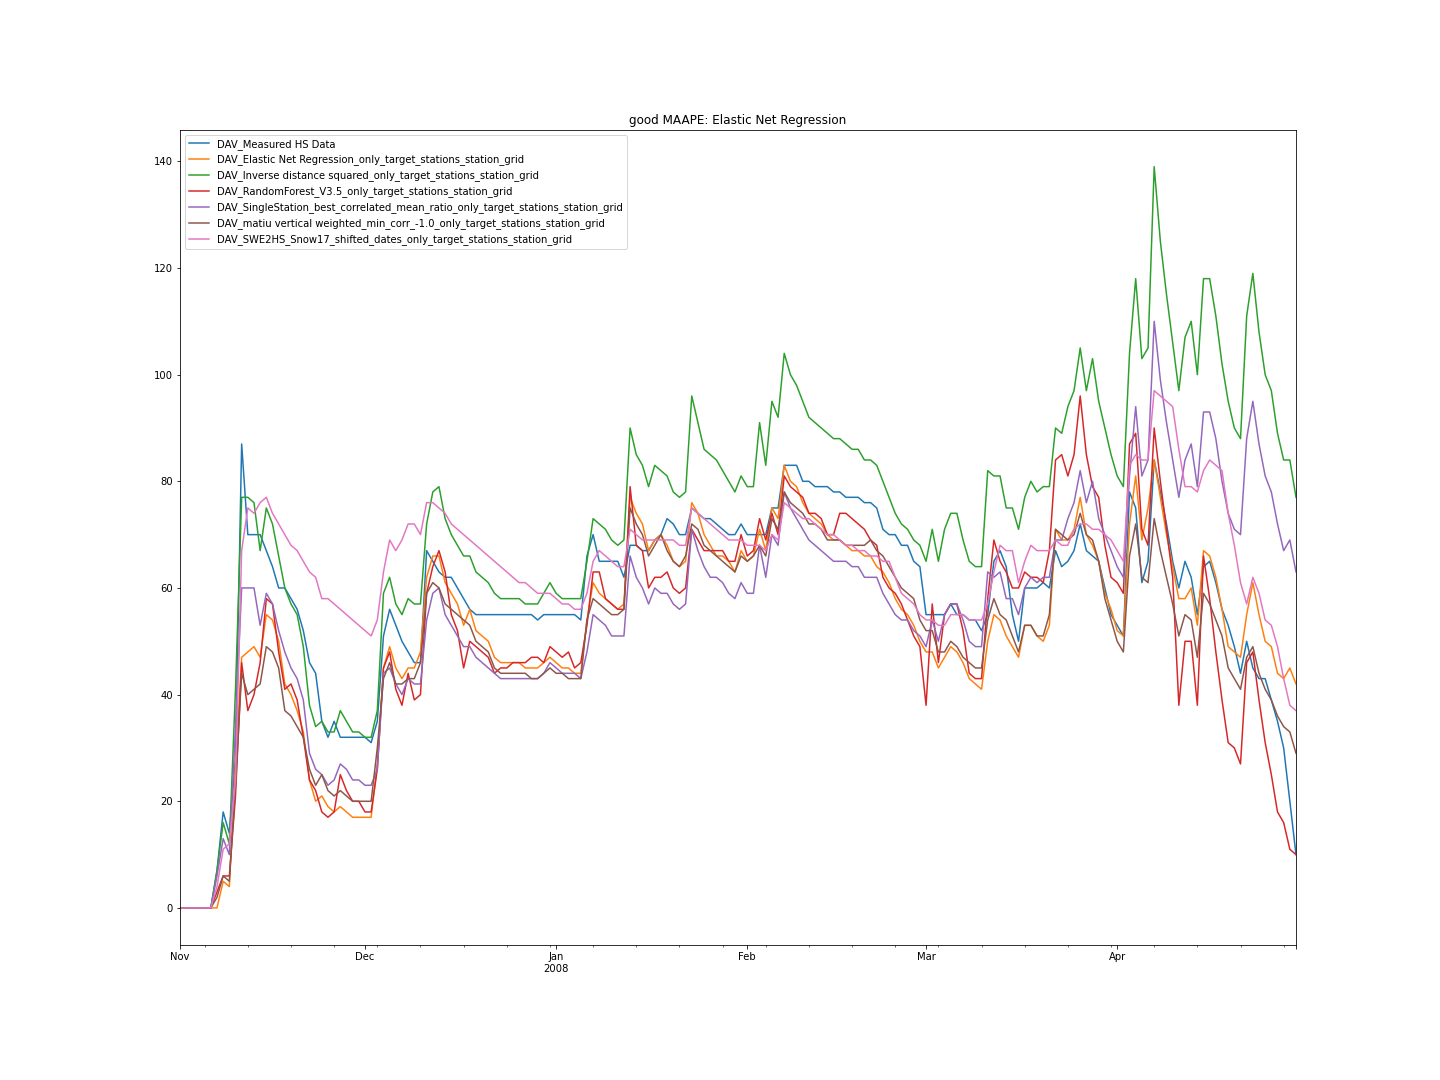 good MAAPE: Elastic Net Regression
DAV_Measured HS Data
DAV_Elastic Net Regression_only_target_stations_station_grid
DAV_Inverse distance squared_only_target_stations_station_grid
DAV_RandomForest_V3.5_only_target_stations_station_grid
DAV_SingleStation_best_correlated_mean_ratio_only_target_stations_station_grid
DAV_matiu vertical weighted_min_corr_-1.0_only_target_stations_station_grid
DAV_SWE2HS_Snow17_shifted_dates_only_target_stations_station_grid
140
120
100
80
60
40
20
0
Nov Dec Jan Feb Mar Apr
2008